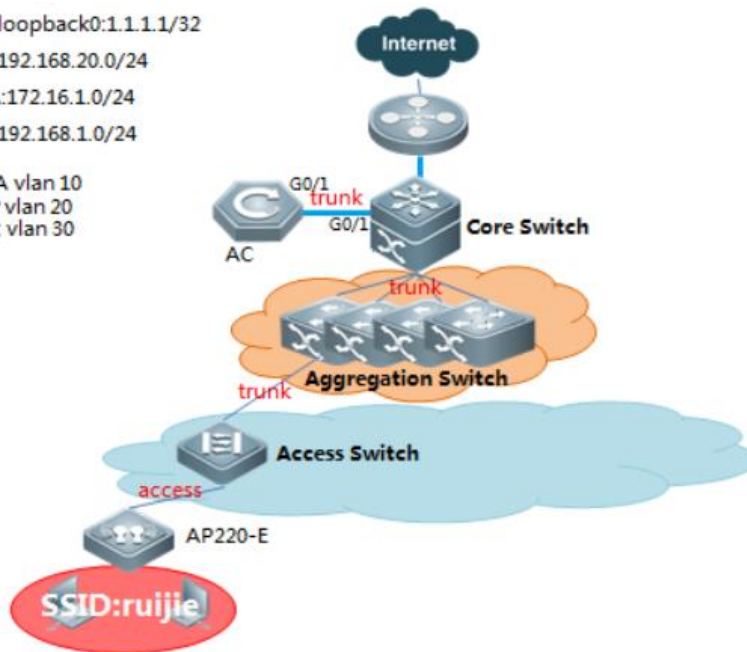 loopback0:1.1.1.1/32
192.168.20.0/24
:172.16.1.0/24
192.168.1.0/24
A vlan 10
vlan 20
vlan 30
Internet
G0/1
trunk
G0/1
AC
Core Switch
trunk
Aggregation Switch
trunk
Access Switch
access
AP220-E
SSID:ruijie